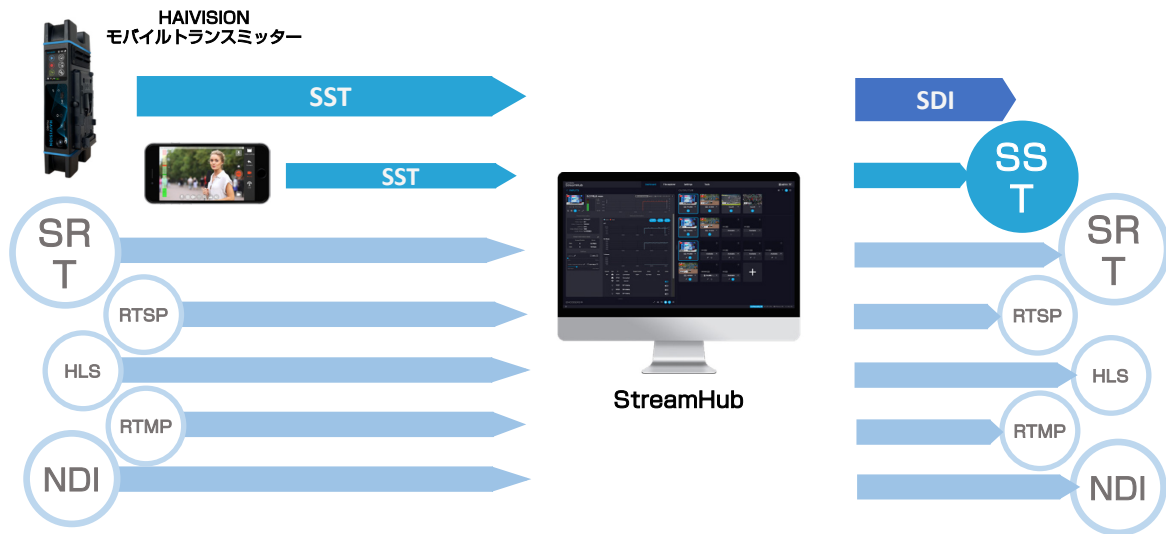 HAIVISION
モバイルトランスミッター
SST
SST
SR
T
RTSP
HLS
RTMP
NDI
StreamHub
SDI
SS
T
SR
T
RTSP
HLS
RTMP
NDI